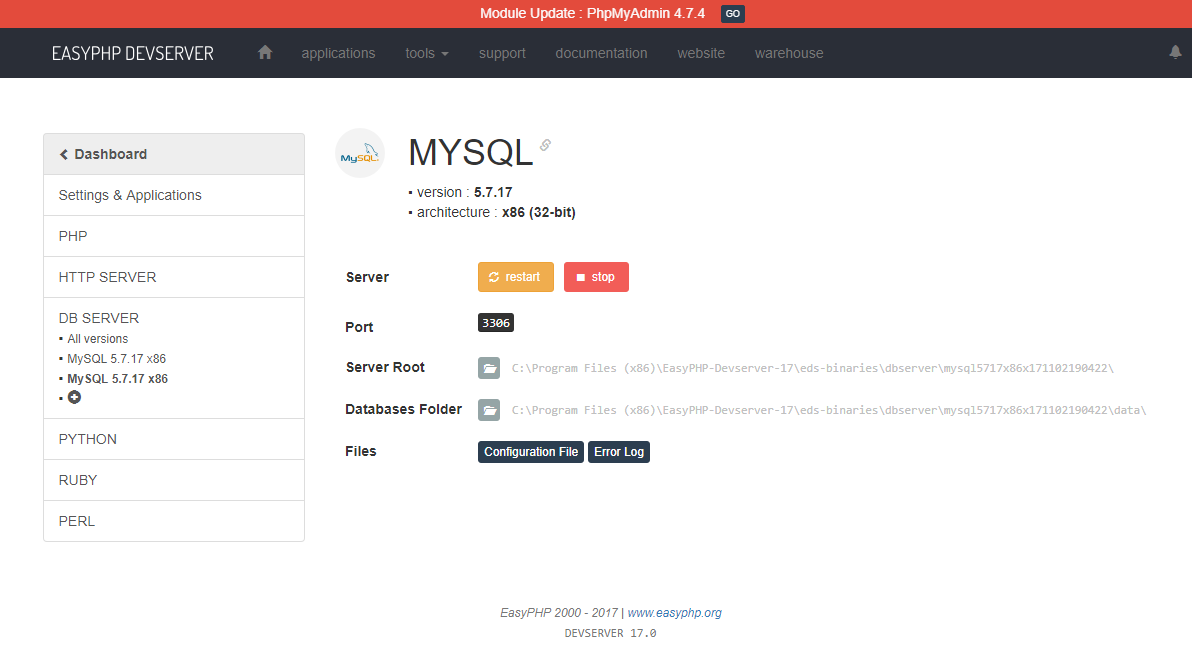 Module Update : PhpMyAdmin 4.7.4 GO
EASYPHP DEVSERVER applications tools support documentation website warehouse
Dashboard
Settings & Applications
PHP
HTTP SERVER
DB SERVER
▪ All versions
▪ MySQL 5.7.17 x86
▪ MySQL 5.7.17 x86
▪
PYTHON
RUBY
PERL
MySQL
MYSQL
▪ version : 5.7.17
▪ architecture : x86 (32-bit)
Server restart stop
Port 3306
Server Root C:\Program Files (x86)\EasyPHP-Devserver-17\eds-binaries\dbserver\mysql5717x86x171102190422\
Databases Folder C:\Program Files (x86)\EasyPHP-Devserver-17\eds-binaries\dbserver\mysql5717x86x171102190422\data\
Files Configuration File Error Log
EasyPHP 2000 - 2017 | www.easyphp.org
DEVSERVER 17.0